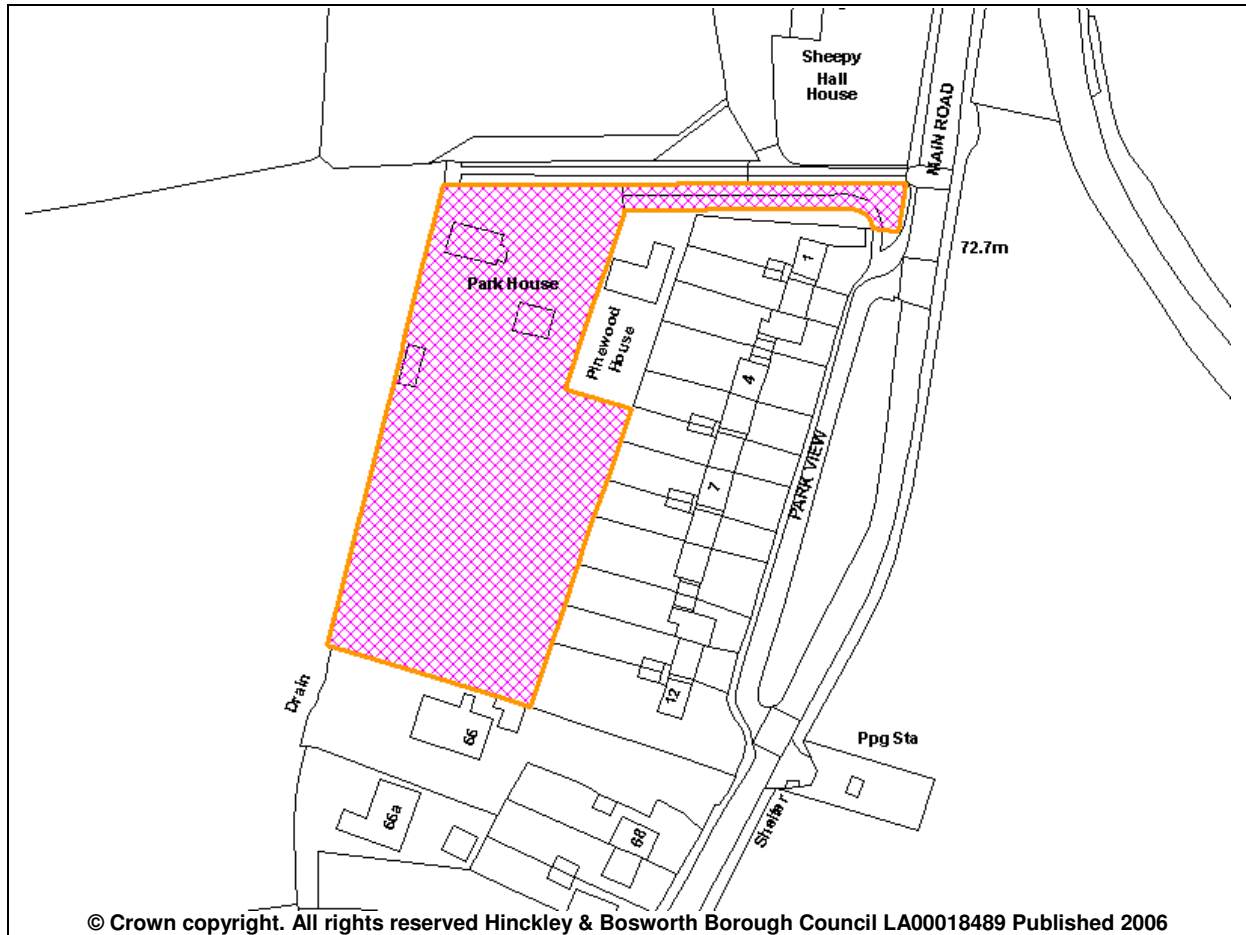 Sheepy
Hall
House
MAIN ROAD
72.7m
Park House
Pinewood
House
1
4
7
PARK VIEW
12
Drain
66
Ppg Sta
Shelter
66a
68
© Crown copyright. All rights reserved Hinckley & Bosworth Borough Council LA00018489 Published 2006